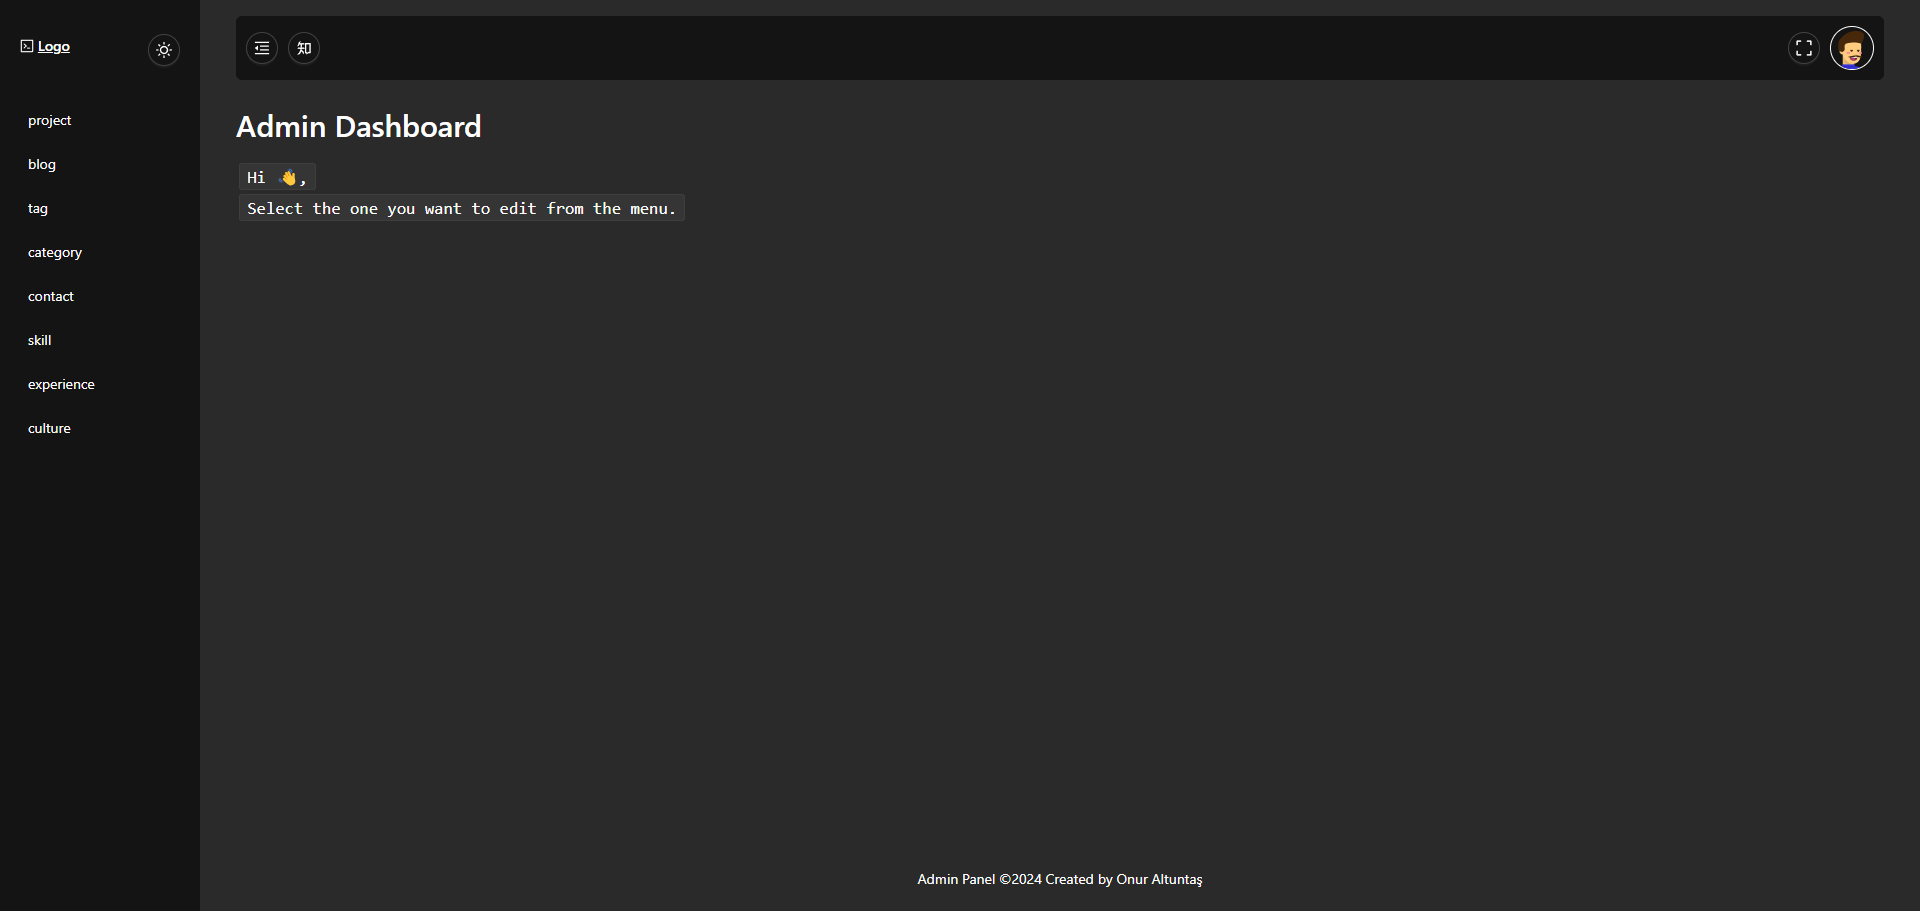 Logo
project
blog
tag
category
contact
skill
experience
culture
知
Admin Dashboard
Hi 👋,
Select the one you want to edit from the menu.
Admin Panel ©2024 Created by Onur Altuntaş